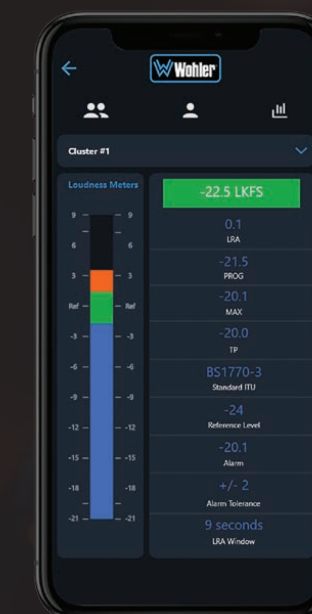 Wohler
Cluster #1
Loudness Meters
9 9
6 6
3 3
Ref Ref
-3 -3
-6 -6
-9 -9
-12 -12
-15 -15
-18 -18
-21 -21
-22.5 LKFS
0.1
LRA
-21.5
PROG
-20.1
MAX
-20.0
TP
BS1770-3
Standard ITU
-24
Reference Level
-20.1
Alarm
+/- 2
Alarm Tolerance
9 seconds
LRA Window